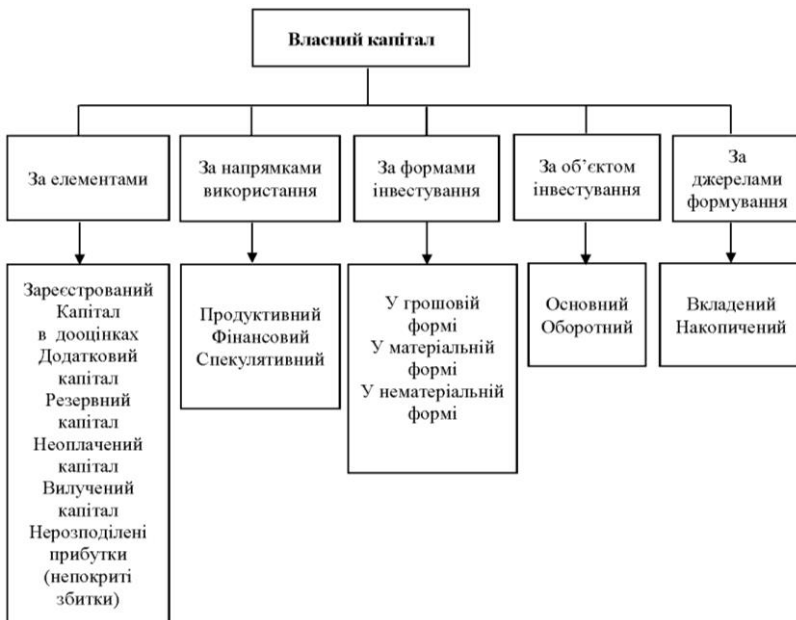 Власний капітал
За елементами
За напрямками
використання
За формами
інвестування
За об’єктом
інвестування
За
джерелами
формування
Зареєстрований
Капітал
в дооцінках
Додатковий
капітал
Резервний
капітал
Неоплачений
капітал
Вилучений
капітал
Нерозподілені
прибутки
(непокриті
збитки)
Продуктивний
Фінансовий
Спекулятивний
У грошовій
формі
У матеріальній
формі
У нематеріальній
формі
Основний
Оборотний
Вкладений
Накопичений